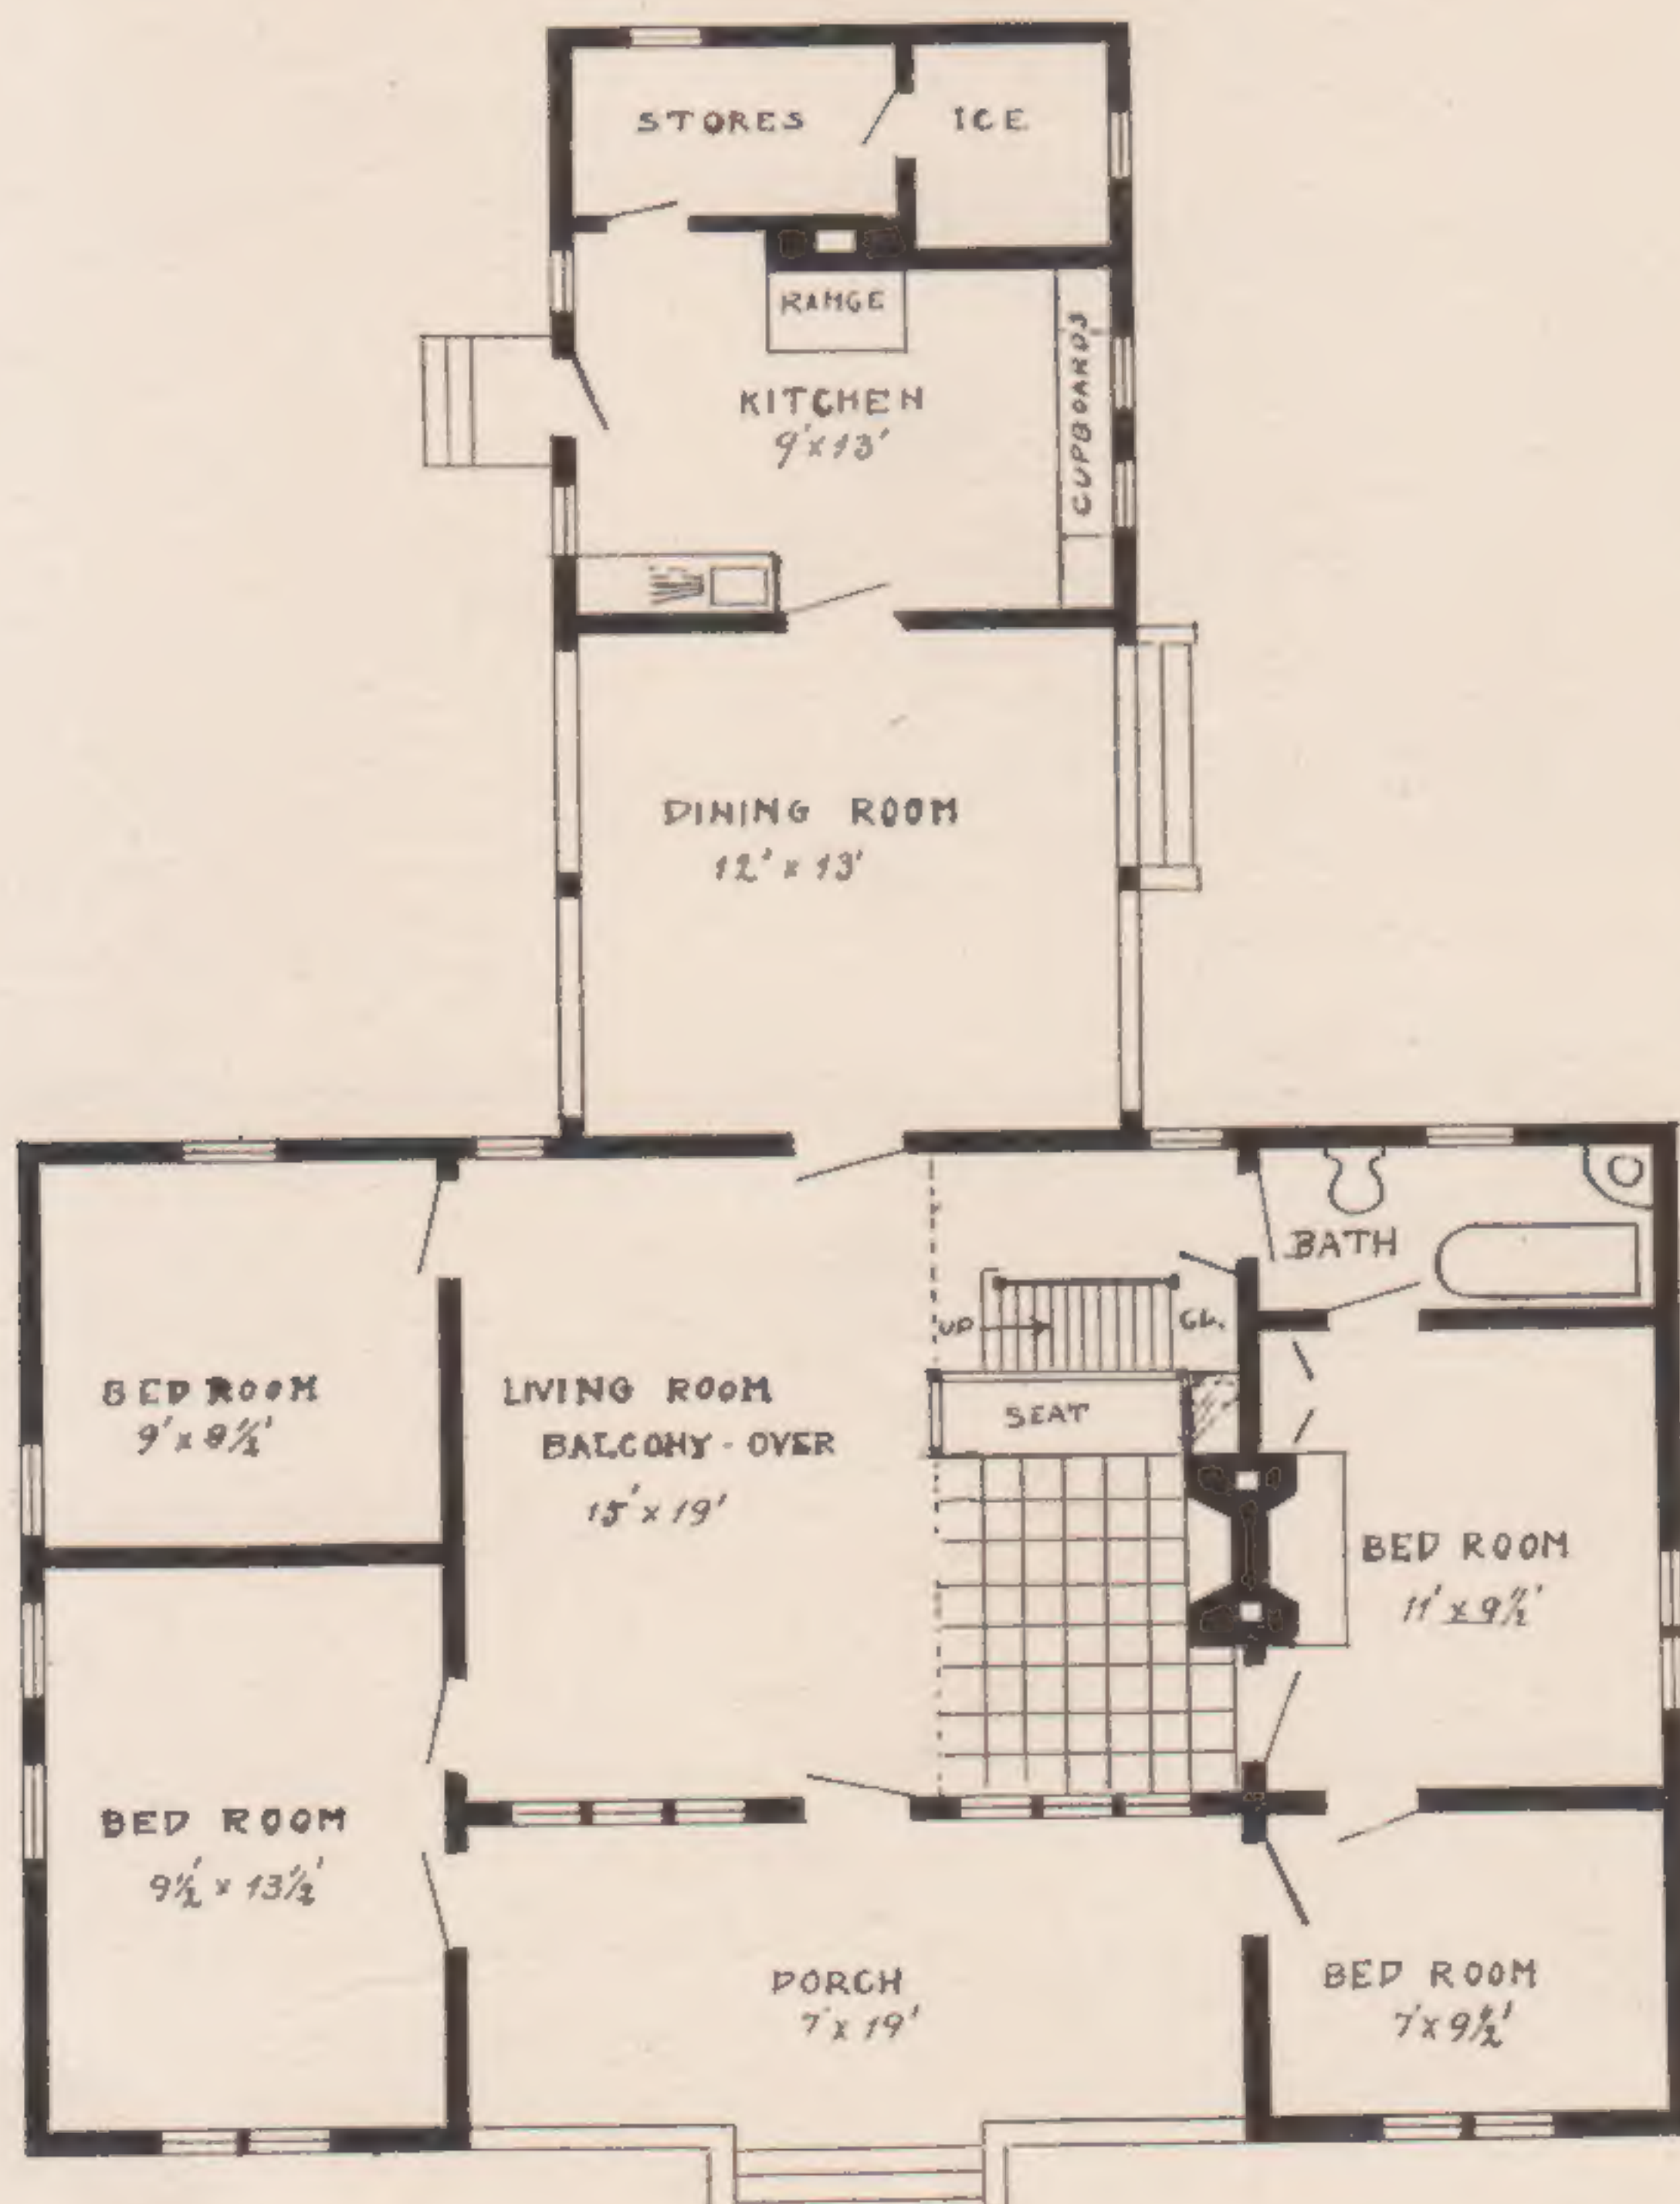 STORES
ICE
RANGE
KITCHEN
9'x13'
CUPBOARDS
DINING ROOM
12' x 13'
BATH
UP
CL.
BED ROOM
9' x 9½'
LIVING ROOM
BALCONY - OVER
15' x 19'
SEAT
BED ROOM
11' x 9½'
BED ROOM
9½' x 13½'
PORCH
7' x 19'
BED ROOM
7' x 9½'